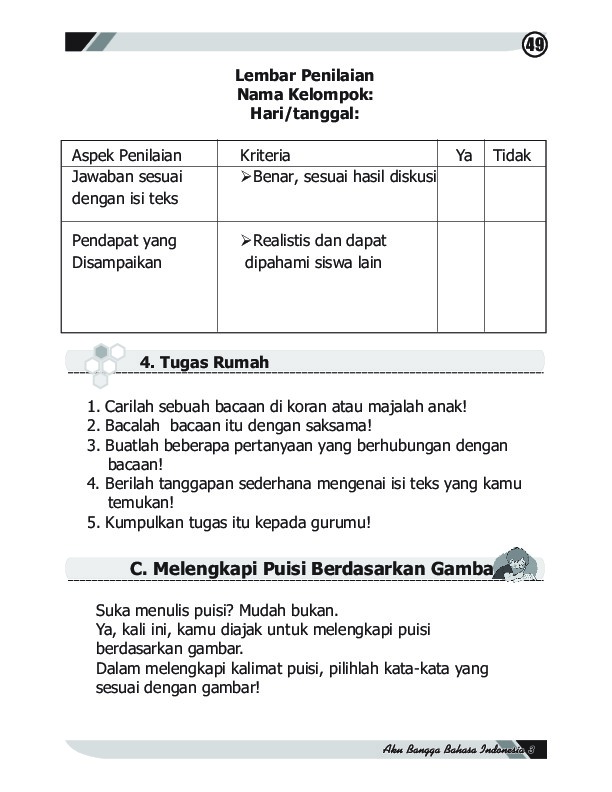 49
Lembar Penilaian
Nama Kelompok:
Hari/tanggal:
Aspek Penilaian Kriteria Ya Tidak
Jawaban sesuai ➢Benar, sesuai hasil diskusi
dengan isi teks
Pendapat yang ➢Realistis dan dapat
Disampaikan dipahami siswa lain
4. Tugas Rumah
1. Carilah sebuah bacaan di koran atau majalah anak!
2. Bacalah bacaan itu dengan saksama!
3. Buatlah beberapa pertanyaan yang berhubungan dengan
bacaan!
4. Berilah tanggapan sederhana mengenai isi teks yang kamu
temukan!
5. Kumpulkan tugas itu kepada gurumu!
C. Melengkapi Puisi Berdasarkan Gamba
Suka menulis puisi? Mudah bukan.
Ya, kali ini, kamu diajak untuk melengkapi puisi
berdasarkan gambar.
Dalam melengkapi kalimat puisi, pilihlah kata-kata yang
sesuai dengan gambar!
Aku Bangga Bahasa Indonesia 3